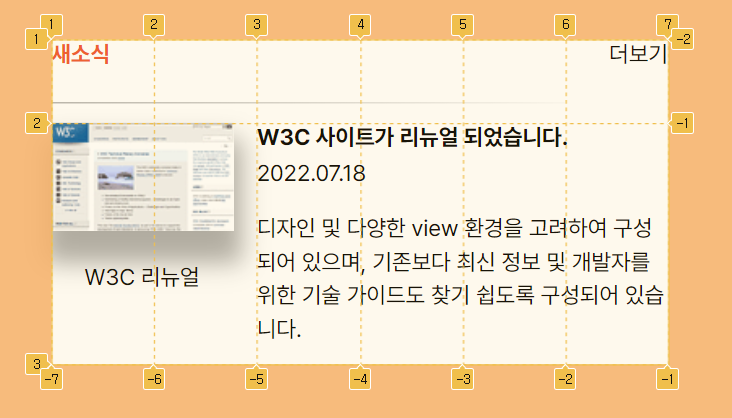 1 2 3 4 5 6 7
1 -2
새소식 더보기
2 -1
W3C
W3C 사이트가 리뉴얼 되었습니다.
2022.07.18
디자인 및 다양한 view 환경을 고려하여 구성
되어 있으며, 기존보다 최신 정보 및 개발자를
위한 기술 가이드도 찾기 쉽도록 구성되어 있습
니다.
W3C 리뉴얼
3
-7 -6 -5 -4 -3 -2 -1